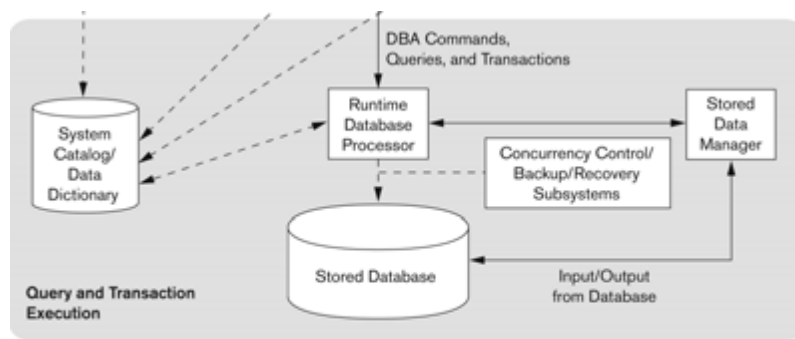 DBA Commands,
Queries, and Transactions
System
Catalog/
Data
Dictionary
Runtime
Database
Processor
Stored
Data
Manager
Concurrency Control/
Backup/Recovery
Subsystems
Stored Database
Input/Output
from Database
Query and Transaction
Execution